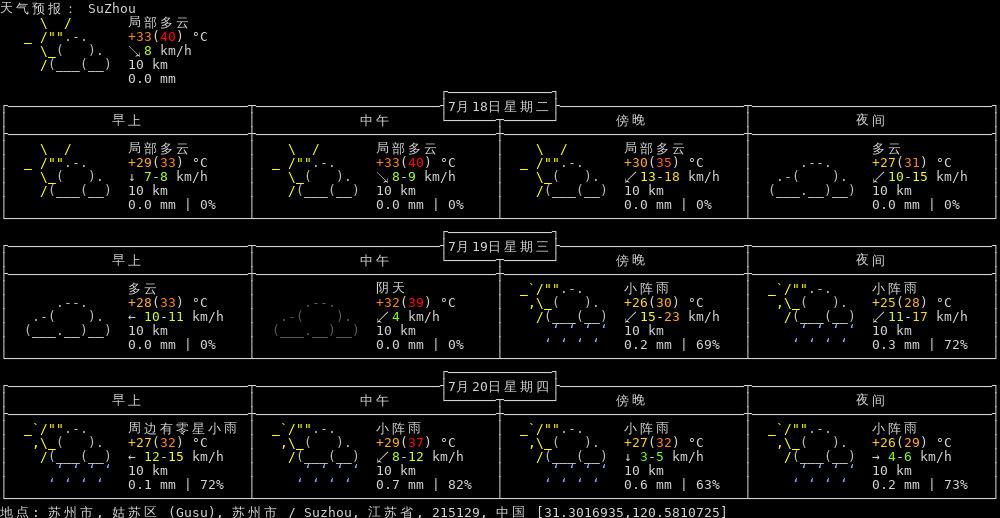 天气预报: SuZhou
局部多云
+33(40) °C
↘ 8 km/h
10 km
0.0 mm
7月18日星期二
早上 中午 傍晚 夜间
局部多云 局部多云 局部多云 多云
+29(33) °C +33(40) °C +30(35) °C +27(31) °C
↓ 7-8 km/h ↘ 8-9 km/h ↙ 13-18 km/h ↙ 10-15 km/h
10 km 10 km 10 km 10 km
0.0 mm | 0% 0.0 mm | 0% 0.0 mm | 0% 0.0 mm | 0%
7月19日星期三
早上 中午 傍晚 夜间
多云 阴天 小阵雨 小阵雨
+28(33) °C +32(39) °C +26(30) °C +25(28) °C
← 10-11 km/h ↙ 4 km/h ↙ 15-23 km/h ↙ 11-17 km/h
10 km 10 km 10 km 10 km
0.0 mm | 0% 0.0 mm | 0% 0.2 mm | 69% 0.3 mm | 72%
7月20日星期四
早上 中午 傍晚 夜间
周边有零星小雨 小阵雨 小阵雨 小阵雨
+27(32) °C +29(37) °C +27(32) °C +26(29) °C
← 12-15 km/h ↙ 8-12 km/h ↓ 3-5 km/h → 4-6 km/h
10 km 10 km 10 km 10 km
0.1 mm | 72% 0.7 mm | 82% 0.6 mm | 63% 0.2 mm | 73%
地点: 苏州市, 姑苏区 (Gusu), 苏州市 / Suzhou, 江苏省, 215129, 中国 [31.3016935,120.5810725]